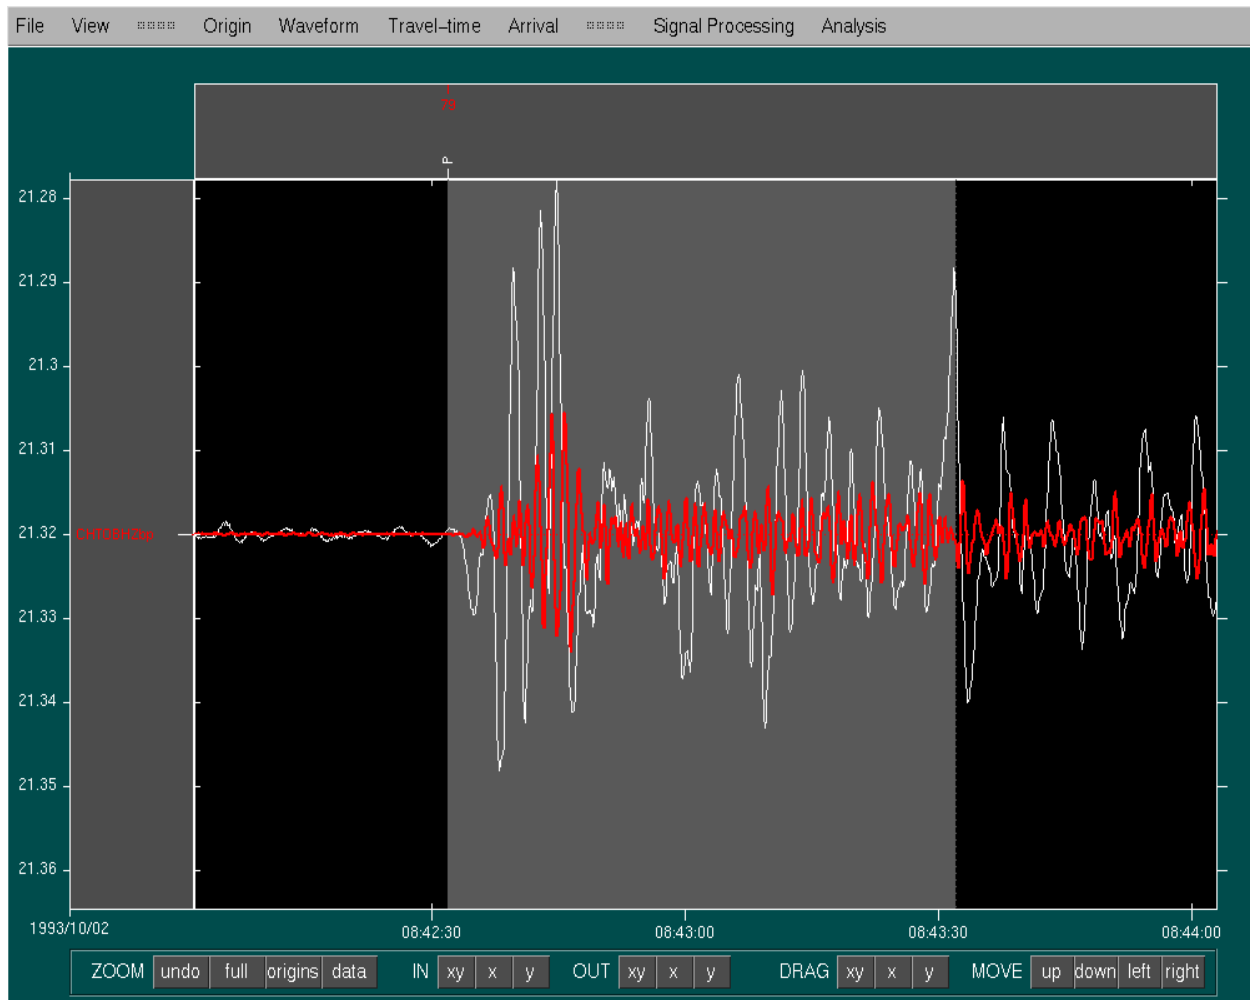 File View Origin Waveform Travel-time Arrival Signal Processing Analysis
79
P
21.28
21.29
21.3
21.31
21.32
21.33
21.34
21.35
21.36
1993/10/02 08:42:30 08:43:00 08:43:30 08:44:00
ZOOM undo full origins data IN xy x y OUT xy x y DRAG xy x y MOVE up down left right